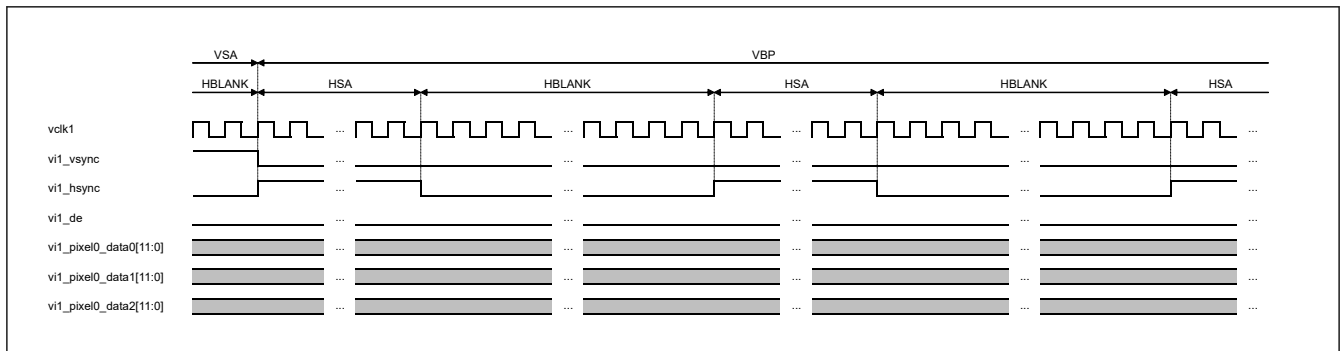 VSA VBP
HBLANK HSA HBLANK HSA HBLANK HSA
vclk1 ... ... ... ... ...
vi1_vsync ... ... ... ... ...
vi1_hsync ... ... ... ... ...
vi1_de ... ... ... ... ...
vi1_pixel0_data0[11:0] ... ... ... ... ...
vi1_pixel0_data1[11:0] ... ... ... ... ...
vi1_pixel0_data2[11:0] ... ... ... ... ...